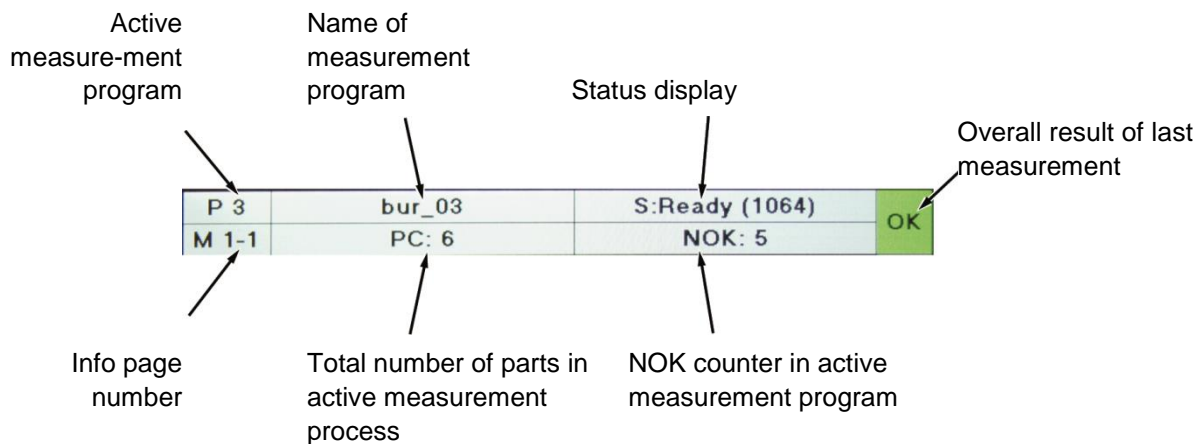 Active
measure-ment
program
Name of
measurement
program
Status display
Overall result of last
measurement
P 3
bur_03
S:Ready (1064)
OK
M 1-1
PC: 6
NOK: 5
Info page
number
Total number of parts in
active measurement
process
NOK counter in active
measurement program